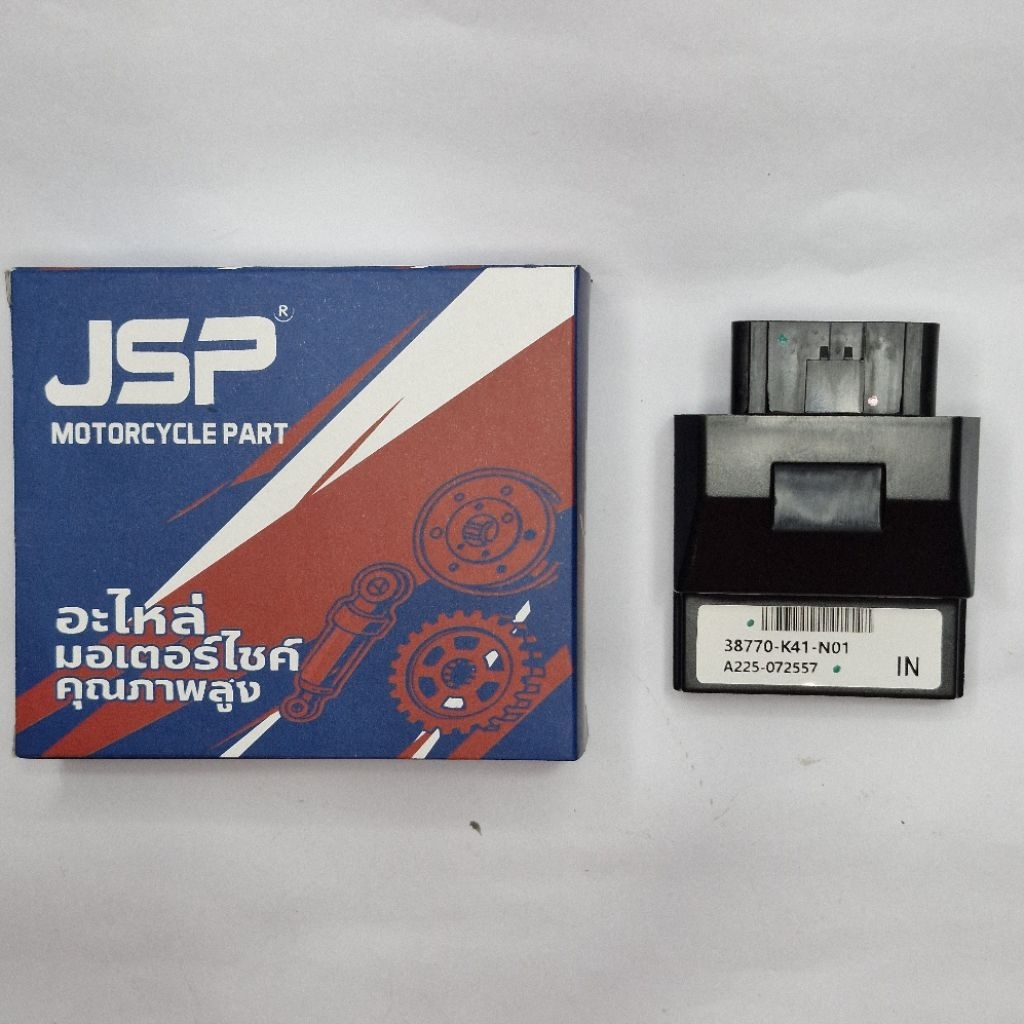 JSP®
MOTORCYCLE PART
อะไหล่
มอเตอร์ไซค์
คุณภาพสูง
38770-K41-N01
A225-072557
IN